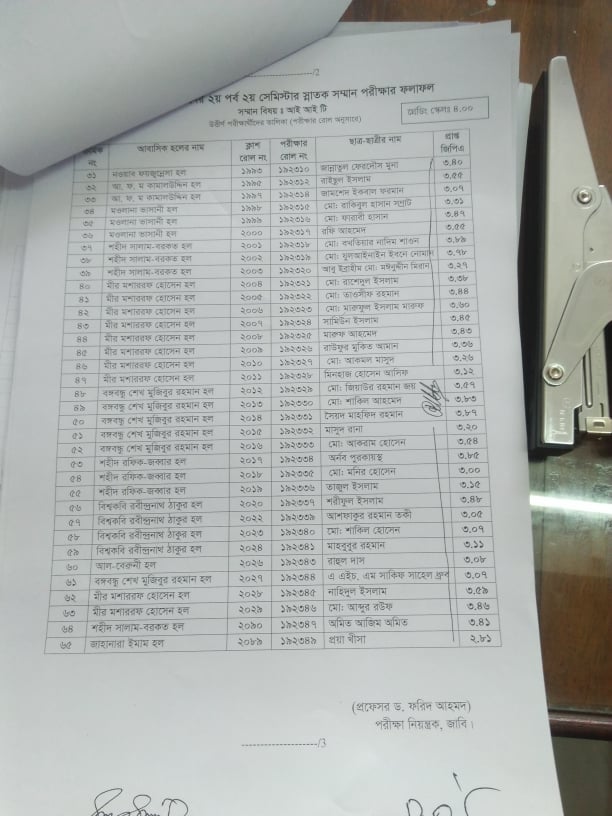 --------------------/2
২য় পর্ব ২য় সেমিস্টার স্নাতক সম্মান পরীক্ষার ফলাফল
সম্মান বিষয় : আই আই টি
উত্তীর্ণ পরীক্ষার্থীদের তালিকা (পরীক্ষার রোল অনুসারে)
গ্রেডিং স্কেলঃ ৪.০০
নং আবাসিক হলের নাম ক্লাশ রোল নং পরীক্ষার রোল নং ছাত্র-ছাত্রীর নাম প্রাপ্ত জিপিএ
৩১ নওয়াব ফয়জুন্নেসা হল ১৯৯৩ ১৯২৩১০ জান্নাতুল ফেরদৌস মুনা ৩.৪০
৩২ আ. ফ. ম কামালউদ্দিন হল ১৯৯৫ ১৯২৩১২ রাইছুল ইসলাম ৩.৫৫
৩৩ আ. ফ. ম কামালউদ্দিন হল ১৯৯৭ ১৯২৩১৪ জামশেদ ইকবাল ফরমান ৩.০৭
৩৪ মওলানা ভাসানী হল ১৯৯৮ ১৯২৩১৫ মো: রাকিবুল হাসান সম্রাট ৩.৩১
৩৫ মওলানা ভাসানী হল ১৯৯৯ ১৯২৩১৬ মো: ফারাবী হাসান ৩.৪৭
৩৬ মওলানা ভাসানী হল ২০০০ ১৯২৩১৭ রফি আহমেদ ৩.৫৫
৩৭ শহীদ সালাম-বরকত হল ২০০১ ১৯২৩১৮ মো: বখতিয়ার নাদিম শাওন ৩.৮৯
৩৮ শহীদ সালাম-বরকত হল ২০০২ ১৯২৩১৯ মো: যুলআইনাইন ইবনে নোমান ৩.৭৮
৩৯ শহীদ সালাম-বরকত হল ২০০৩ ১৯২৩২০ আবু ইব্রাহীম মো: মঈনুদ্দীন মিরান ৩.২৭
৪০ মীর মশাররফ হোসেন হল ২০০৪ ১৯২৩২১ মো: রাশেদুল ইসলাম ৩.৩৮
৪১ মীর মশাররফ হোসেন হল ২০০৫ ১৯২৩২২ মো: তাওসীফ রহমান ৩.৪৪
৪২ মীর মশাররফ হোসেন হল ২০০৬ ১৯২৩২৩ মো: মারুফুল ইসলাম মারুফ ৩.৬০
৪৩ মীর মশাররফ হোসেন হল ২০০৭ ১৯২৩২৪ সামিউন ইসলাম ৩.৪৫
৪৪ মীর মশাররফ হোসেন হল ২০০৮ ১৯২৩২৫ মারুফ আহমেদ ৩.৪৩
৪৫ মীর মশাররফ হোসেন হল ২০০৯ ১৯২৩২৬ রাউফুর মুকিত আমান ৩.৩৬
৪৬ মীর মশাররফ হোসেন হল ২০১০ ১৯২৩২৭ মো: আকমল মাসুদ ৩.২৬
৪৭ মীর মশাররফ হোসেন হল ২০১১ ১৯২৩২৮ মিনহাজ হোসেন আসিফ ৩.১২
৪৮ বঙ্গবন্ধু শেখ মুজিবুর রহমান হল ২০১২ ১৯২৩২৯ মো: জিয়াউর রহমান জয় ৩.৫৭
৪৯ বঙ্গবন্ধু শেখ মুজিবুর রহমান হল ২০১৩ ১৯২৩৩০ মো: শাকিল আহমেদ ৩.৮৩
৫০ বঙ্গবন্ধু শেখ মুজিবুর রহমান হল ২০১৪ ১৯২৩৩১ সৈয়দ মাহফিদ রহমান ৩.৮৭
৫১ বঙ্গবন্ধু শেখ মুজিবুর রহমান হল ২০১৫ ১৯২৩৩২ মাসুদ রানা ৩.২০
৫২ বঙ্গবন্ধু শেখ মুজিবুর রহমান হল ২০১৬ ১৯২৩৩৩ মো: আকরাম হোসেন ৩.৫৪
৫৩ শহীদ রফিক-জব্বার হল ২০১৭ ১৯২৩৩৪ অর্নব পুরকায়স্থ ৩.৮৫
৫৪ শহীদ রফিক-জব্বার হল ২০১৮ ১৯২৩৩৫ মো: মনির হোসেন ৩.০০
৫৫ শহীদ রফিক-জব্বার হল ২০১৯ ১৯২৩৩৬ তাজুল ইসলাম ৩.১৫
৫৬ বিশ্বকবি রবীন্দ্রনাথ ঠাকুর হল ২০২০ ১৯২৩৩৭ শরীফুল ইসলাম ৩.৪৮
৫৭ বিশ্বকবি রবীন্দ্রনাথ ঠাকুর হল ২০২২ ১৯২৩৩৯ আশফাকুর রহমান তকী ৩.০৫
৫৮ বিশ্বকবি রবীন্দ্রনাথ ঠাকুর হল ২০২৩ ১৯২৩৪০ মো: শাকিল হোসেন ৩.০৭
৫৯ বিশ্বকবি রবীন্দ্রনাথ ঠাকুর হল ২০২৪ ১৯২৩৪১ মাহবুবুর রহমান ৩.১১
৬০ আল-বেরুনী হল ২০২৬ ১৯২৩৪৩ রাহুল দাস ৩.০৮
৬১ বঙ্গবন্ধু শেখ মুজিবুর রহমান হল ২০২৭ ১৯২৩৪৪ এ এইচ. এম সাকিফ সাহেল ধ্রুব ৩.০৭
৬২ মীর মশাররফ হোসেন হল ২০২৮ ১৯২৩৪৫ নাহিদুল ইসলাম ৩.৫৯
৬৩ মীর মশাররফ হোসেন হল ২০২৯ ১৯২৩৪৬ মো: আব্দুর রউফ ৩.৪৬
৬৪ শহীদ সালাম-বরকত হল ২০৯০ ১৯২৩৪৭ অমিত আজিম অমিত ৩.৪১
৬৫ জাহানারা ইমাম হল ২০৮৯ ১৯২৩৪৯ প্রয়া খীসা ২.৮১
(প্রফেসর ড. ফরিদ আহমদ)
পরীক্ষা নিয়ন্ত্রক, জাবি।
--------------------/3